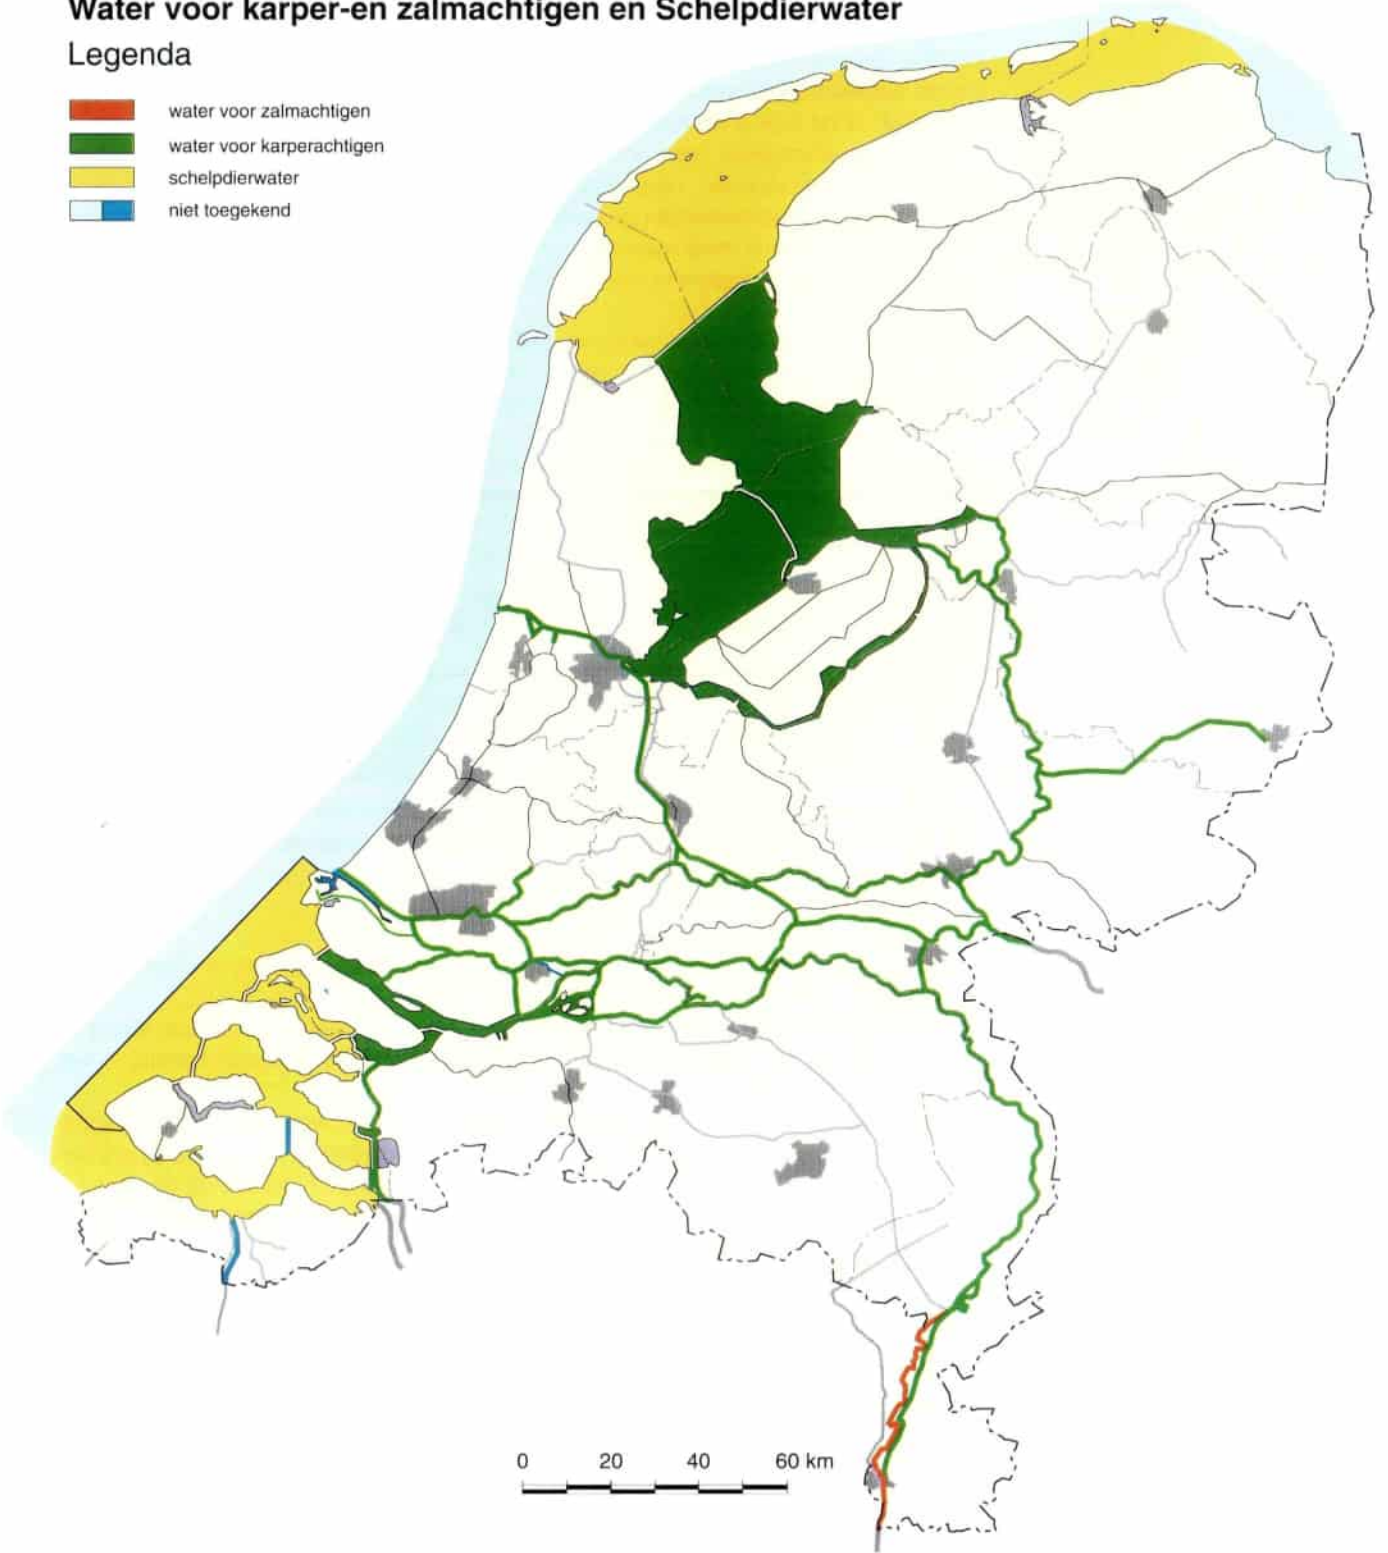 Water voor karper-en zalmachtigen en Schelpdierwater
Legenda
water voor zalmachtigen
water voor karperachtigen
schelpdierwater
niet toegekend
0 20 40 60 km